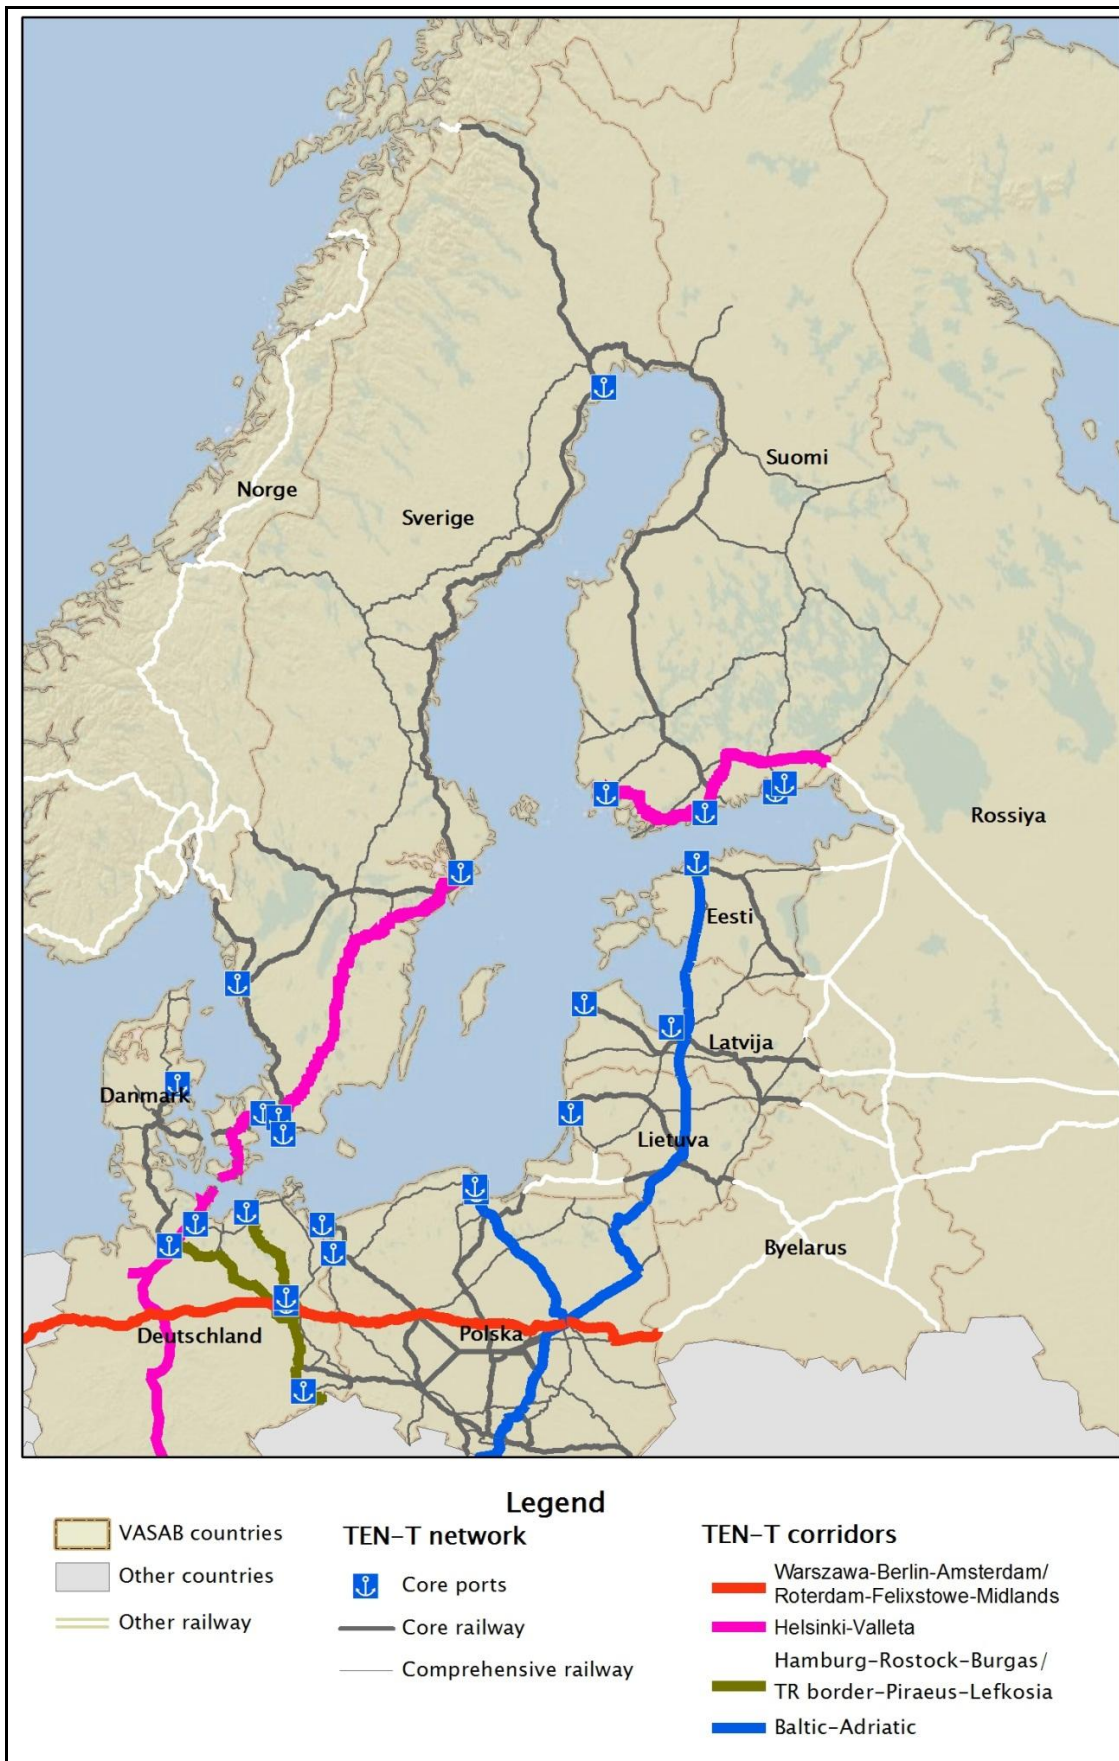 Suomi
Norge
Sverige
Rossiya
Eesti
Latvija
Danmark
Lietuva
Byelarus
Deutschland
Polska
Legend
VASAB countries
Other countries
Other railway
TEN-T network
Core ports
Core railway
Comprehensive railway
TEN-T corridors
Warszawa-Berlin-Amsterdam/
Roterdam-Felixstowe-Midlands
Helsinki-Valleta
Hamburg-Rostock-Burgas/
TR border-Piraeus-Lefkosia
Baltic-Adriatic